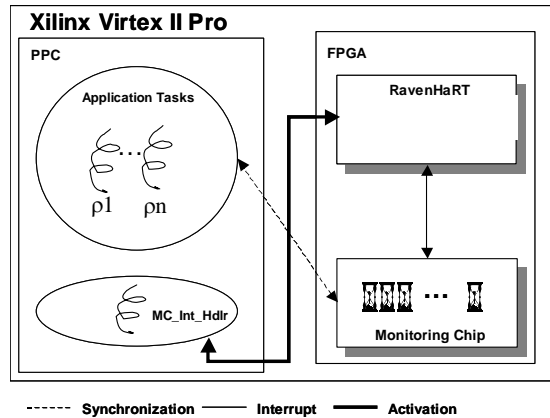 Xilinx Virtex II Pro
PPC
Application Tasks
...
ρ1 ρn
MC_Int_Hdlr
FPGA
RavenHaRT
...
Monitoring Chip
Synchronization Interrupt Activation